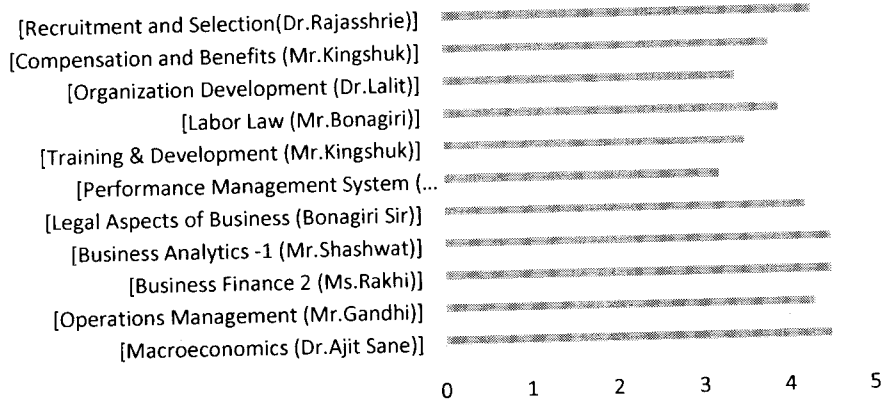 [Recruitment and Selection(Dr.Rajasshrie)]
[Compensation and Benefits (Mr.Kingshuk)]
[Organization Development (Dr.Lalit)]
[Labor Law (Mr.Bonagiri)]
[Training & Development (Mr.Kingshuk)]
[Performance Management System (...
[Legal Aspects of Business (Bonagiri Sir)]
[Business Analytics -1 (Mr.Shashwat)]
[Business Finance 2 (Ms.Rakhi)]
[Operations Management (Mr.Gandhi)]
[Macroeconomics (Dr.Ajit Sane)]
0 1 2 3 4 5